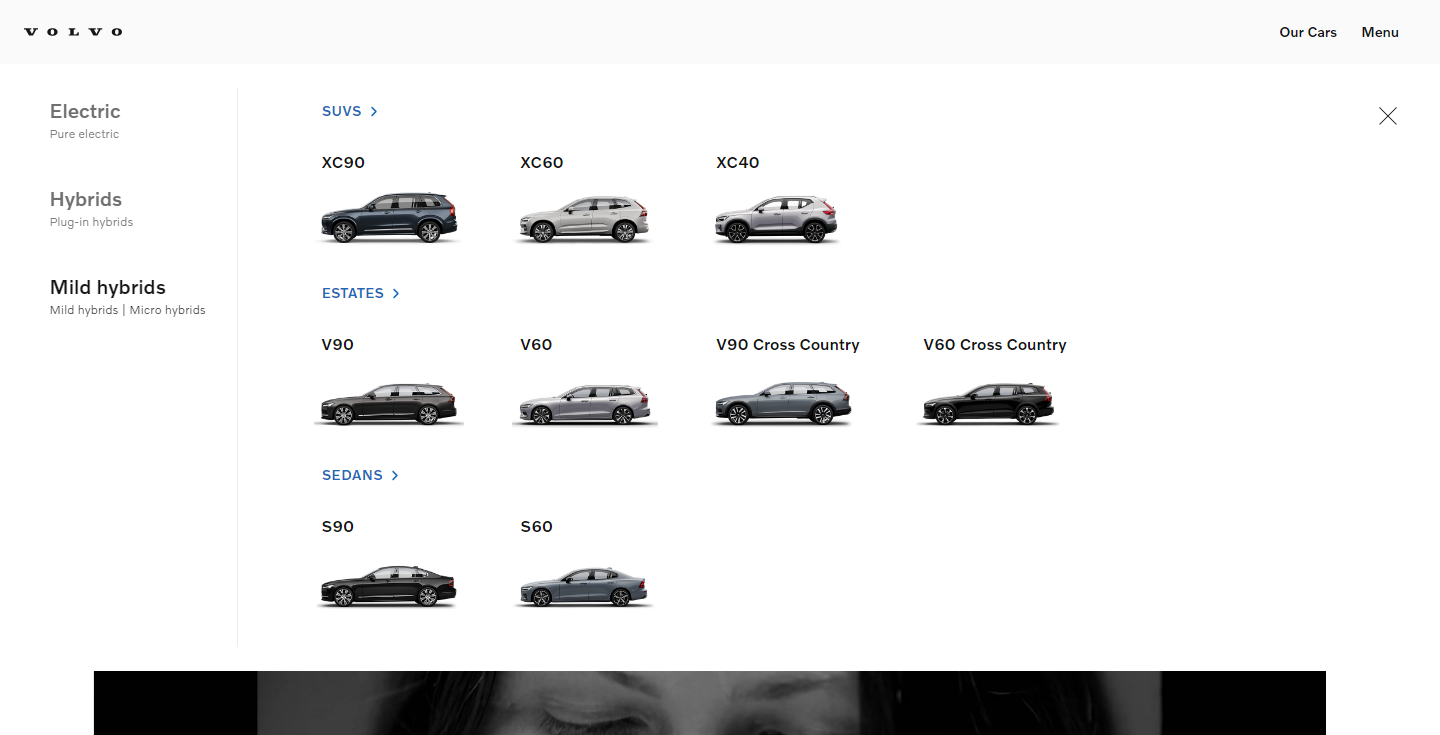 VOLVO
Our Cars
Menu
Electric
Pure electric
Hybrids
Plug-in hybrids
Mild hybrids
Mild hybrids | Micro hybrids
SUVS
XC90
XC60
XC40
ESTATES
V90
V60
V90 Cross Country
V60 Cross Country
SEDANS
S90
S60